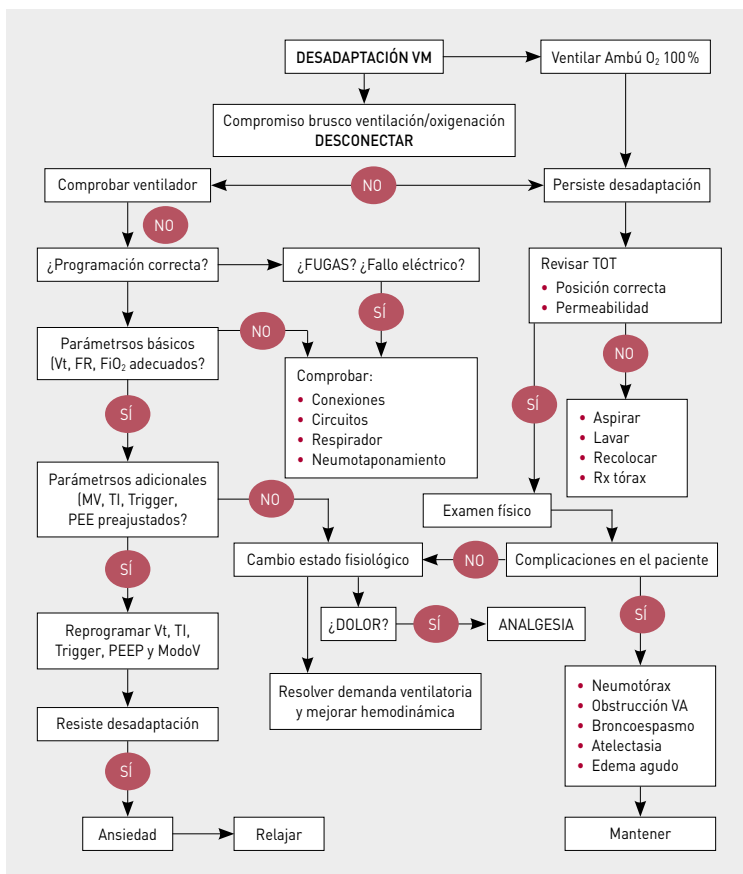 DESADAPTACIÓN VM
Ventilar Ambú O₂ 100%
Compromiso brusco ventilación/oxigenación
DESCONECTAR
Comprobar ventilador
NO
Persiste desadaptación
NO
¿Programación correcta?
¿FUGAS? ¿Fallo eléctrico?
Revisar TOT
• Posición correcta
• Permeabilidad
SÍ
Parámetrsos básicos
(Vt, FR, FiO₂ adecuados?
NO
NO
Comprobar:
• Conexiones
• Circuitos
• Respirador
• Neumotaponamiento
SÍ
SÍ
• Aspirar
• Lavar
• Recolocar
• Rx tórax
Parámetrsos adicionales
(MV, TI, Trigger,
PEE preajustados?
NO
Examen físico
Cambio estado fisiológico
NO
Complicaciones en el paciente
SÍ
¿DOLOR?
SÍ
ANALGESIA
SÍ
Reprogramar Vt, TI,
Trigger, PEEP y ModoV
Resolver demanda ventilatoria
y mejorar hemodinámica
• Neumotórax
• Obstrucción VA
• Broncoespasmo
• Atelectasia
• Edema agudo
Resiste desadaptación
SÍ
Ansiedad
Relajar
Mantener